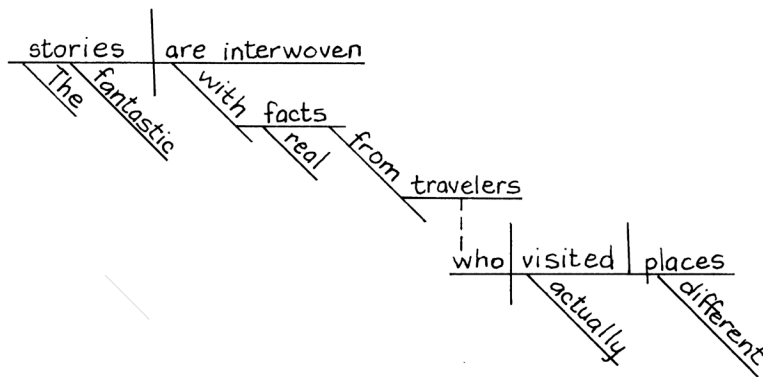 stories are interwoven
The fantastic with facts
real from travelers
who visited places
actually different